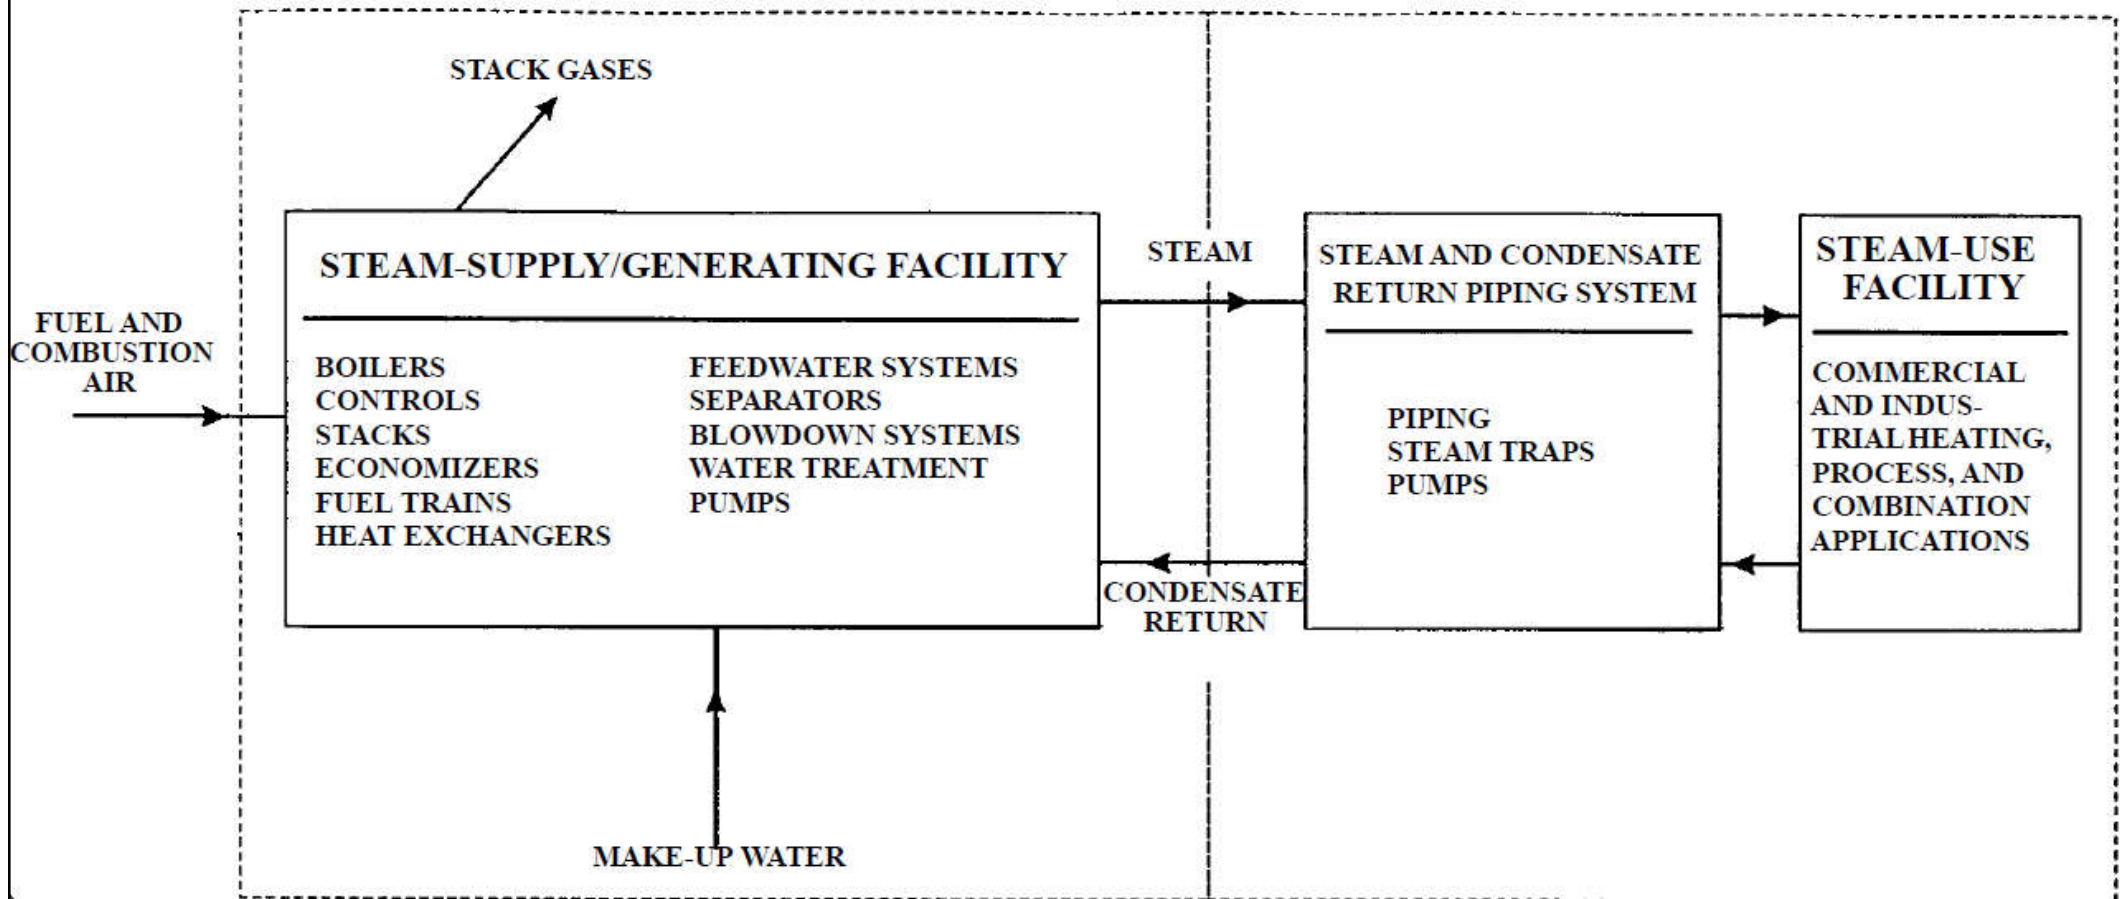 STACK GASES
FUEL AND
COMBUSTION
AIR
STEAM-SUPPLY/GENERATING FACILITY
BOILERS
CONTROLS
STACKS
ECONOMIZERS
FUEL TRAINS
HEAT EXCHANGERS
FEEDWATER SYSTEMS
SEPARATORS
BLOWDOWN SYSTEMS
WATER TREATMENT
PUMPS
MAKE-UP WATER
STEAM
CONDENSATE
RETURN
STEAM AND CONDENSATE
RETURN PIPING SYSTEM
PIPING
STEAM TRAPS
PUMPS
STEAM-USE
FACILITY
COMMERCIAL
AND INDUS-
TRIAL HEATING,
PROCESS, AND
COMBINATION
APPLICATIONS